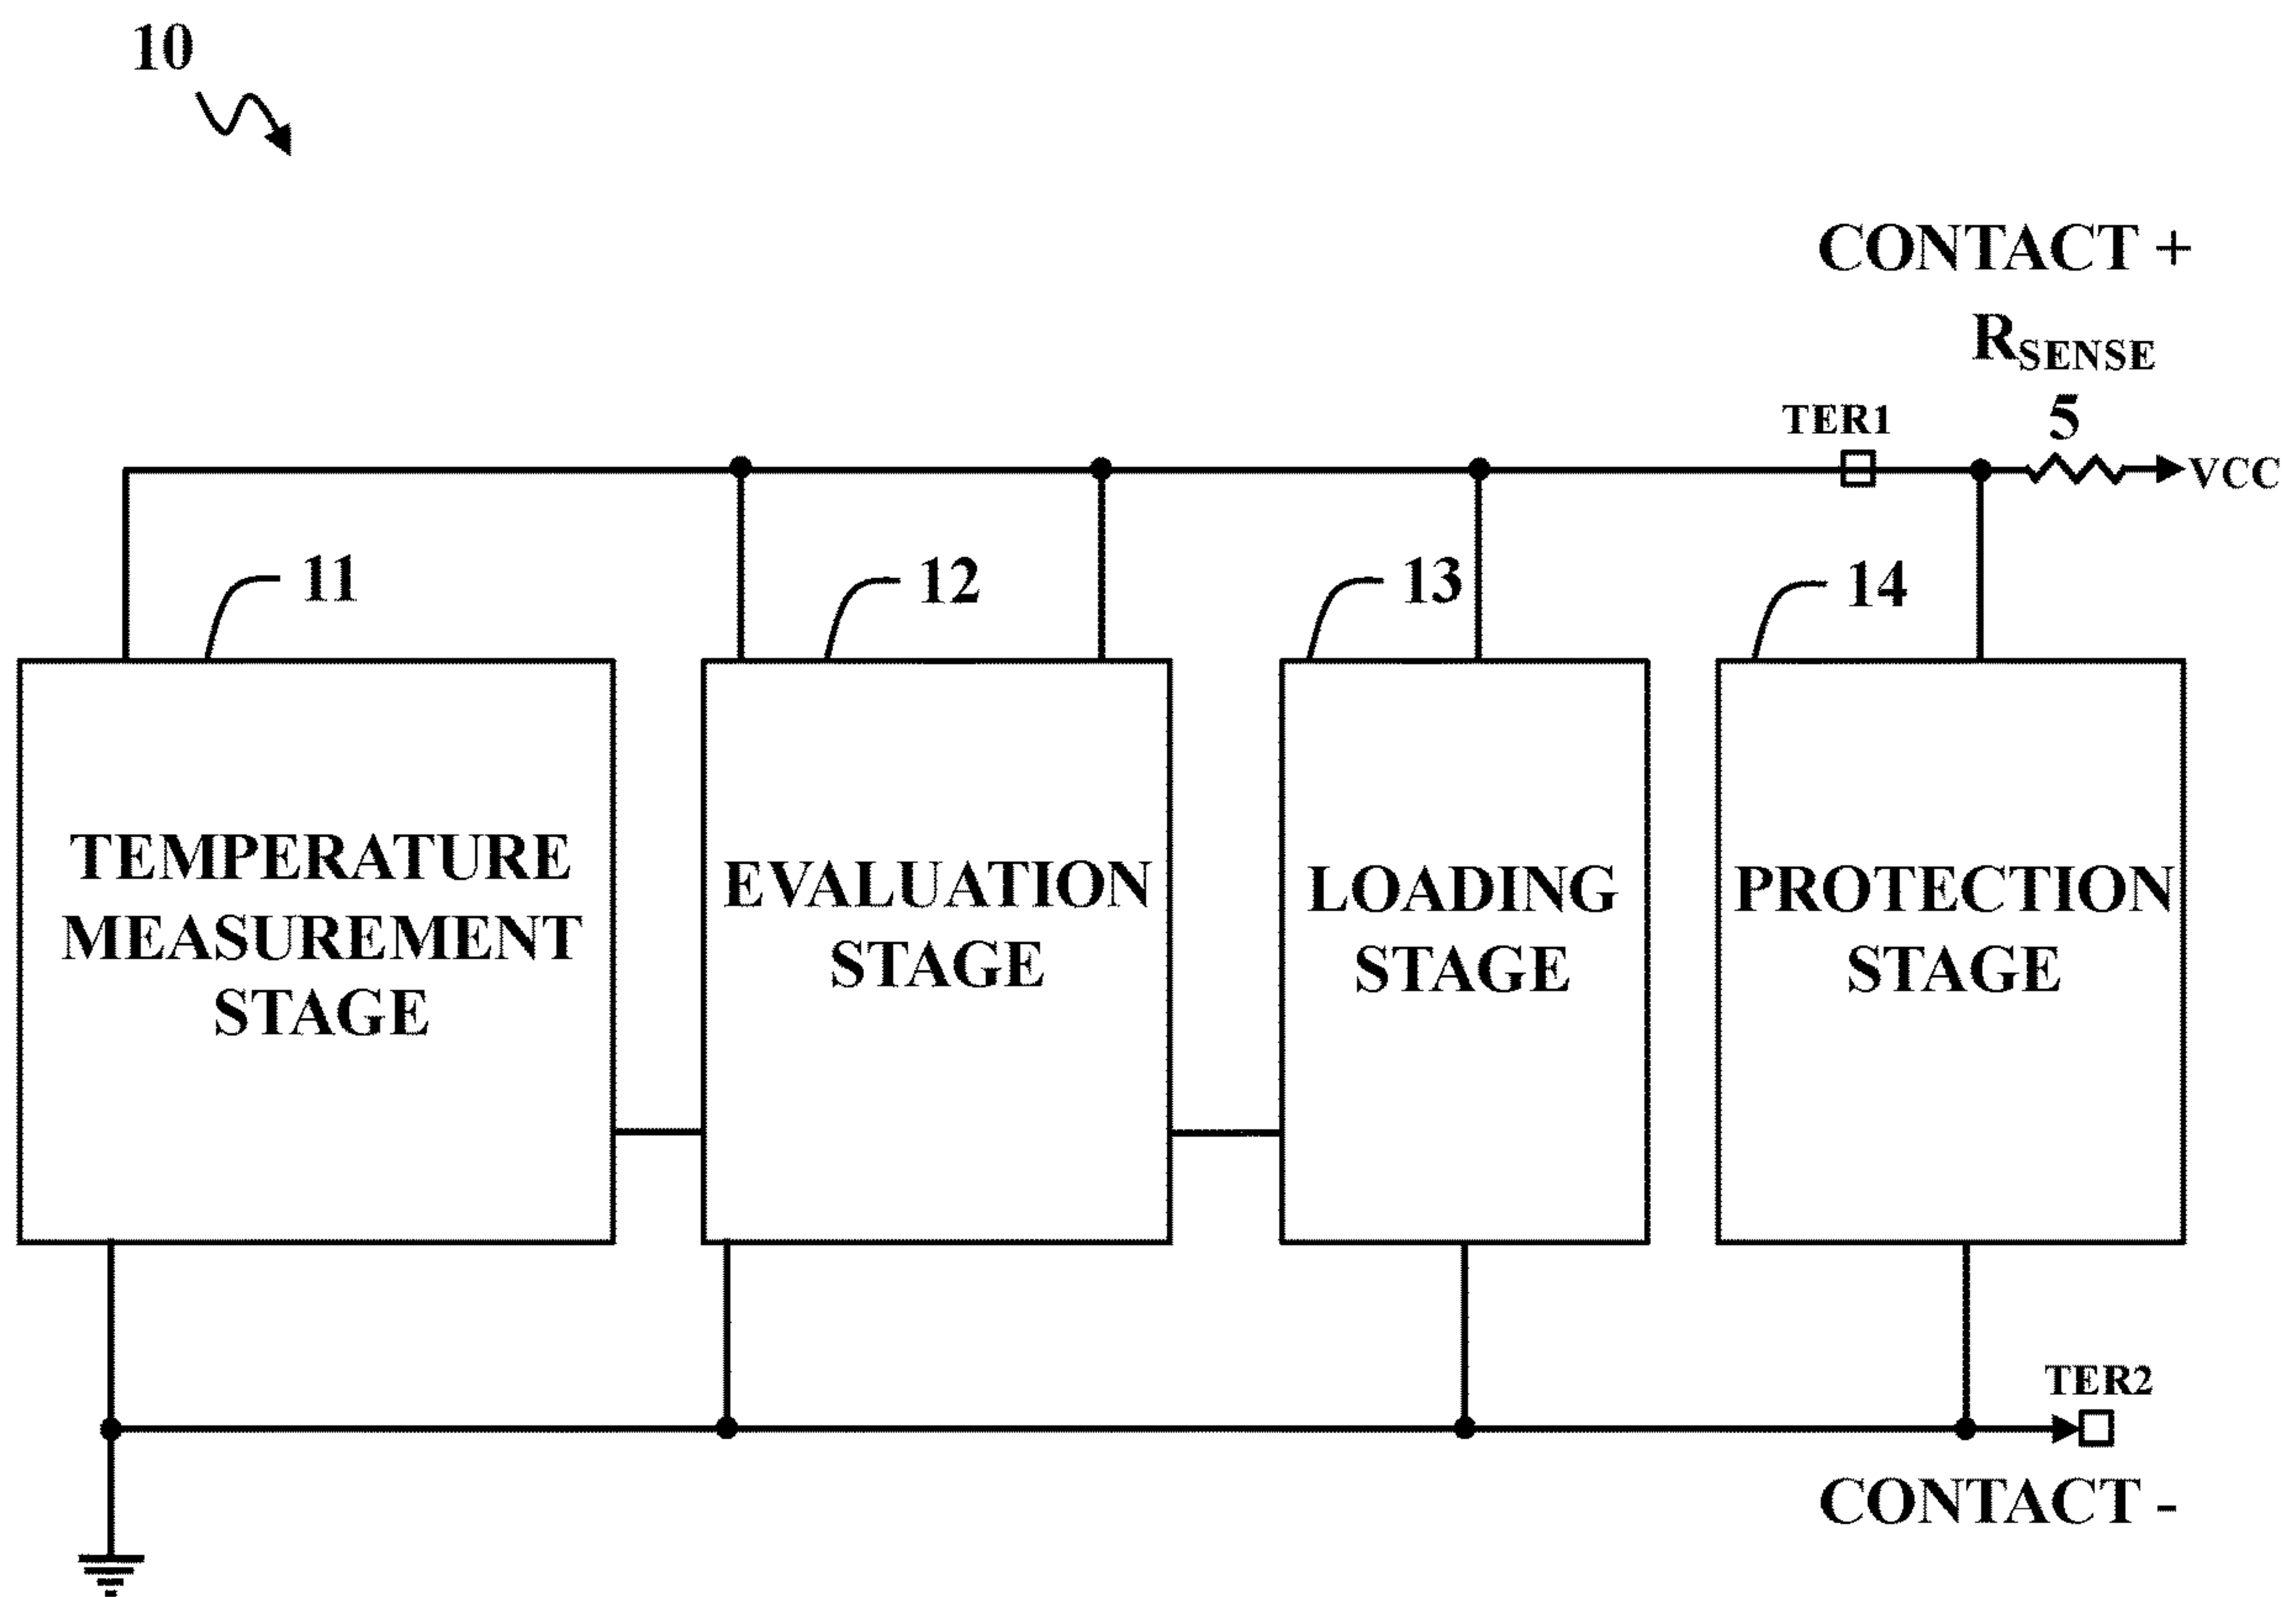 10
CONTACT +
RSENSE
TER1
5
VCC
11
12
13
14
TEMPERATURE
MEASUREMENT
STAGE
EVALUATION
STAGE
LOADING
STAGE
PROTECTION
STAGE
TER2
CONTACT -